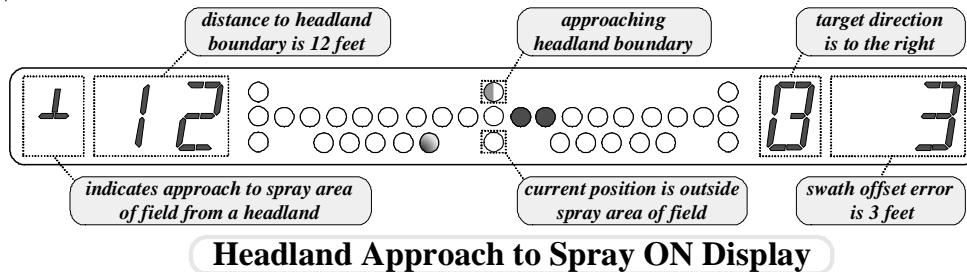 distance to headland
boundary is 12 feet
approaching
headland boundary
target direction
is to the right
12
3
indicates approach to spray area
of field from a headland
current position is outside
spray area of field
swath offset error
is 3 feet
Headland Approach to Spray ON Display